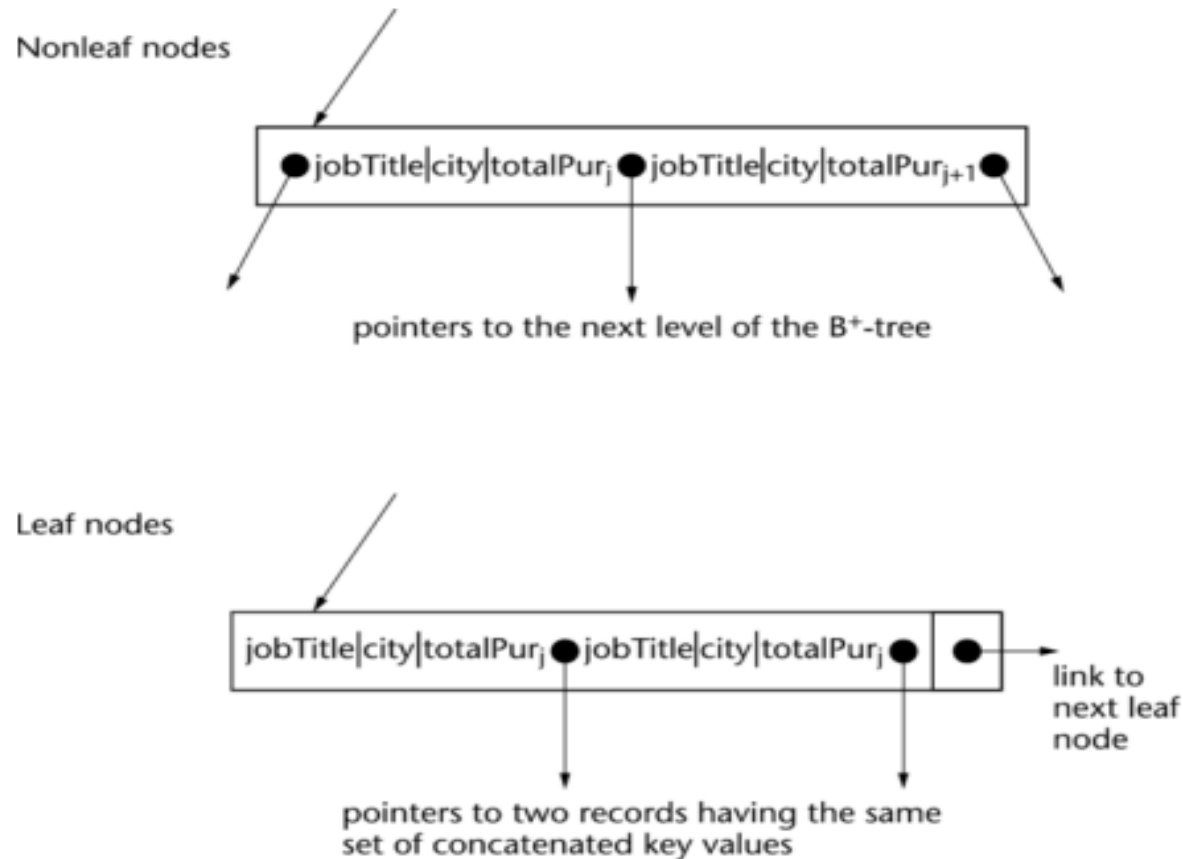 Nonleaf nodes
jobTitle|city|totalPurj jobTitle|city|totalPurj+1
pointers to the next level of the B+-tree
Leaf nodes
jobTitle|city|totalPurj jobTitle|city|totalPurj
link to
next leaf
node
pointers to two records having the same
set of concatenated key values